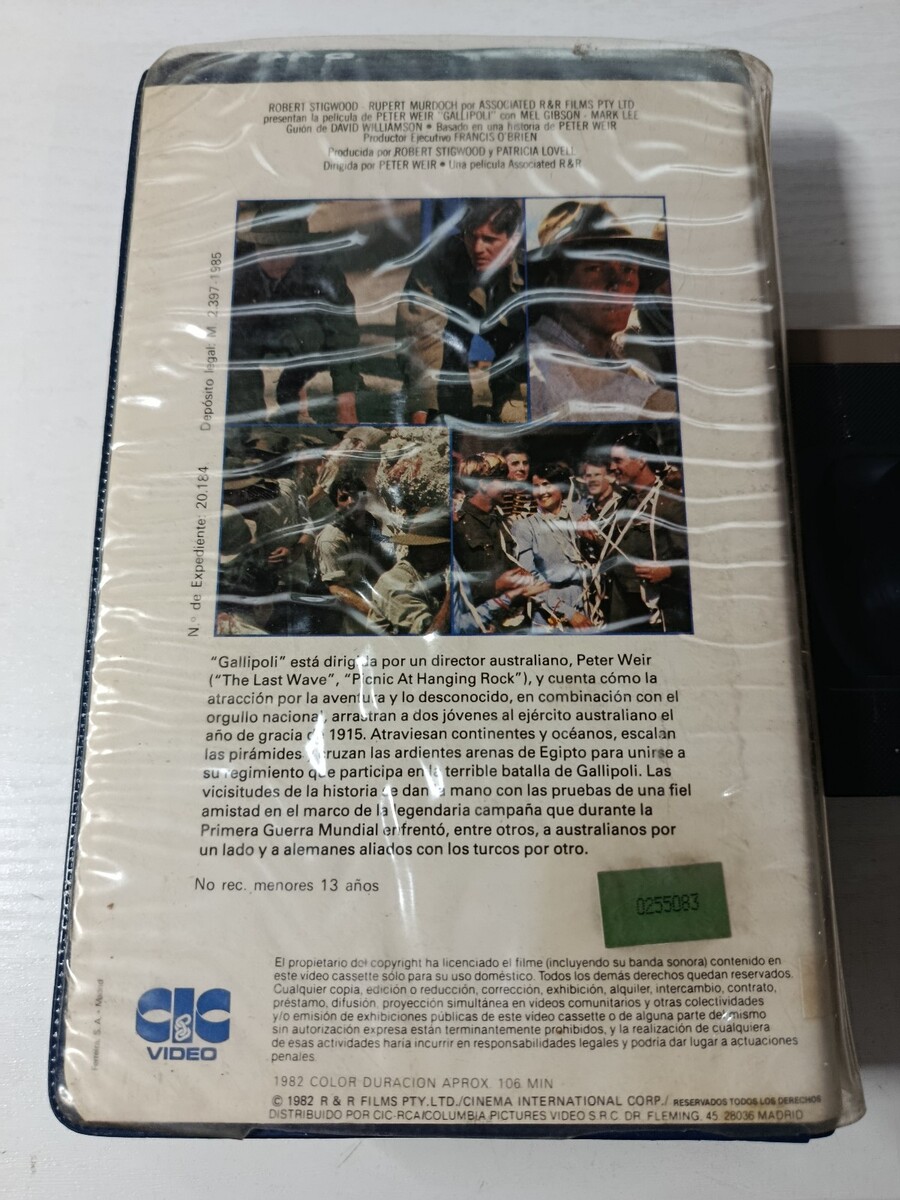 ROBERT STIGWOOD - RUPERT MURDOCH por ASSOCIATED R&R FILMS PTY LTD
presentan la película de PETER WEIR "GALLIPOLI" con MEL GIBSON - MARK LEE
Guión de DAVID WILLIAMSON • Basado en una historia de PETER WEIR
Productor Ejecutivo FRANCIS O'BRIEN
Producida por ROBERT STIGWOOD y PATRICIA LOVELL
Dirigida por PETER WEIR • Una película Associated R&R
N.º de Expediente: 20.184 Depósito legal: M. 2.397-1985
"Gallipoli" está dirigida por un director australiano, Peter Weir
("The Last Wave", "Picnic At Hanging Rock"), y cuenta cómo la
atracción por la aventura y lo desconocido, en combinación con el
orgullo nacional, arrastran a dos jóvenes al ejército australiano el
año de gracia de 1915. Atraviesan continentes y océanos, escalan
las pirámides y cruzan las ardientes arenas de Egipto para unirse a
su regimiento que participa en la terrible batalla de Gallipoli. Las
vicisitudes de la historia se dan la mano con las pruebas de una fiel
amistad en el marco de la legendaria campaña que durante la
Primera Guerra Mundial enfrentó, entre otros, a australianos por
un lado y a alemanes aliados con los turcos por otro.
No rec. menores 13 años
0255083
El propietario del copyright ha licenciado el filme (incluyendo su banda sonora) contenido en
este video cassette sólo para su uso doméstico. Todos los demás derechos quedan reservados.
Cualquier copia, edición o reducción, corrección, exhibición, alquiler, intercambio, contrato,
préstamo, difusión, proyección simultánea en videos comunitarios y otras colectividades
y/o emisión de exhibiciones públicas de este video cassette o de alguna parte del mismo
sin autorización expresa están terminantemente prohibidos, y la realización de cualquiera
de esas actividades haría incurrir en responsabilidades legales y podría dar lugar a actuaciones
penales.
CIC
VIDEO
S. A. - Madrid
1982 COLOR DURACION APROX. 106 MIN
© 1982 R & R FILMS PTY.LTD./CINEMA INTERNATIONAL CORP./ RESERVADOS TODOS LOS DERECHOS
DISTRIBUIDO POR CIC-RCA/COLUMBIA PICTURES VIDEO S.R.C. DR. FLEMING, 45 28036 MADRID